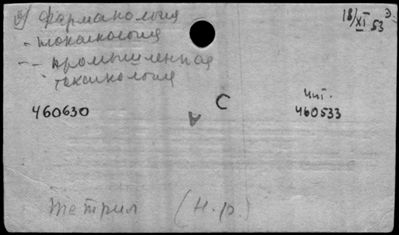 э) фармакология
- токсикология
-- промышленная токсикология
18/XI 53 Э.
460630
С
А
Чит.
460533
Тетрил (н.р.)